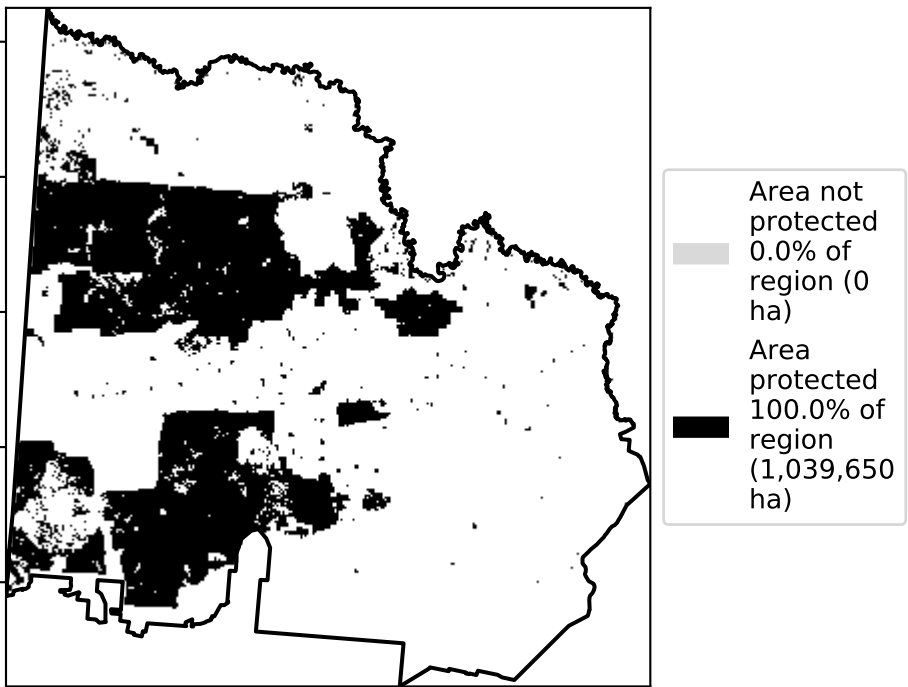 Area not
protected
0.0% of
region (0
ha)
Area
protected
100.0% of
region
(1,039,650
ha)